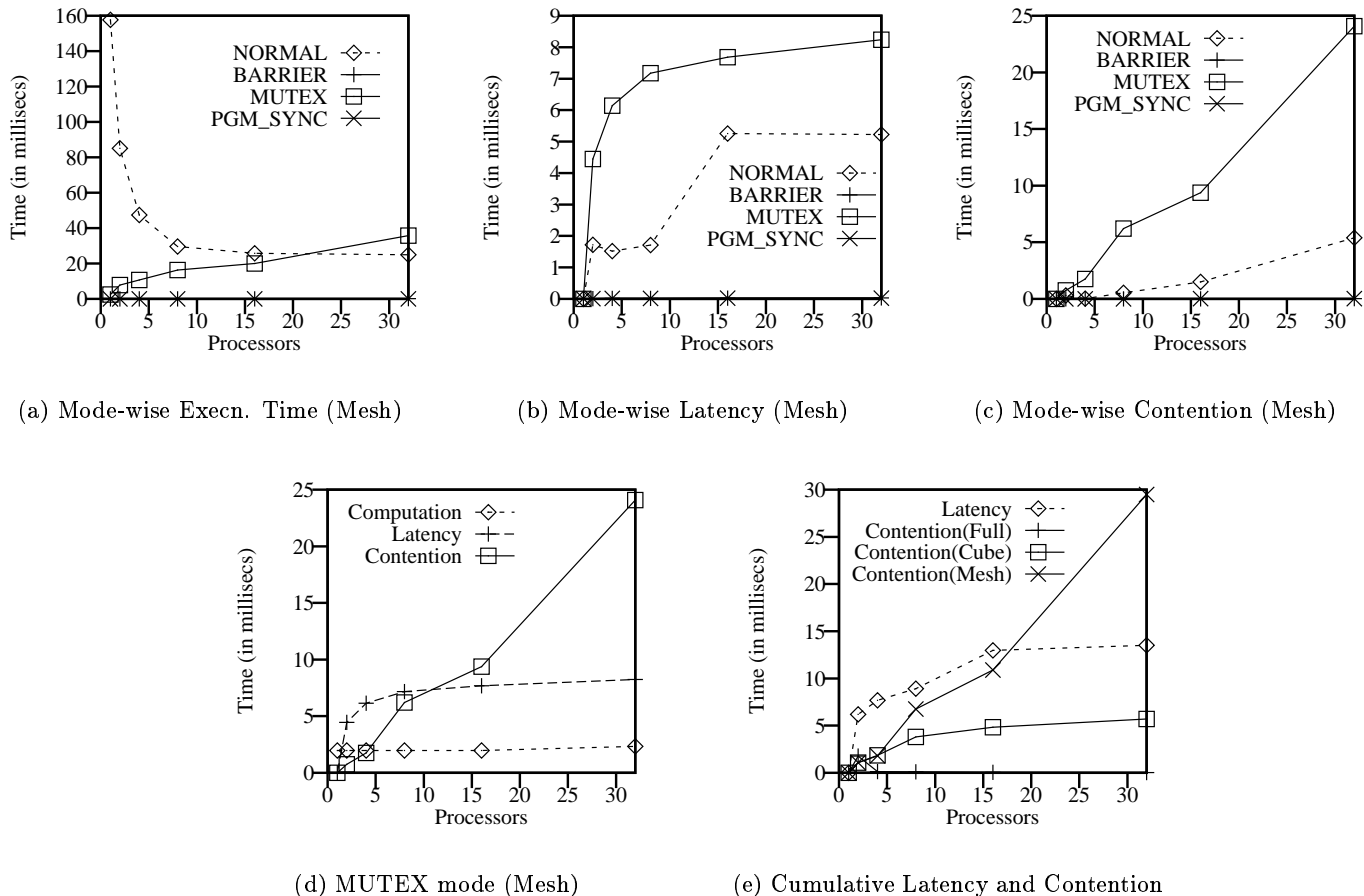 160
140
120
100
80
60
40
20
0
Time (in millisecs)
NORMAL
BARRIER
MUTEX
PGM_SYNC
0 5 10 15 20 25 30
Processors
(a) Mode-wise Execn. Time (Mesh)
9
8
7
6
5
4
3
2
1
0
Time (in millisecs)
NORMAL
BARRIER
MUTEX
PGM_SYNC
0 5 10 15 20 25 30
Processors
(b) Mode-wise Latency (Mesh)
25
20
15
10
5
0
Time (in millisecs)
NORMAL
BARRIER
MUTEX
PGM_SYNC
0 5 10 15 20 25 30
Processors
(c) Mode-wise Contention (Mesh)
25
20
15
10
5
0
Time (in millisecs)
Computation
Latency
Contention
0 5 10 15 20 25 30
Processors
(d) MUTEX mode (Mesh)
30
25
20
15
10
5
0
Time (in millisecs)
Latency
Contention(Full)
Contention(Cube)
Contention(Mesh)
0 5 10 15 20 25 30
Processors
(e) Cumulative Latency and Contention